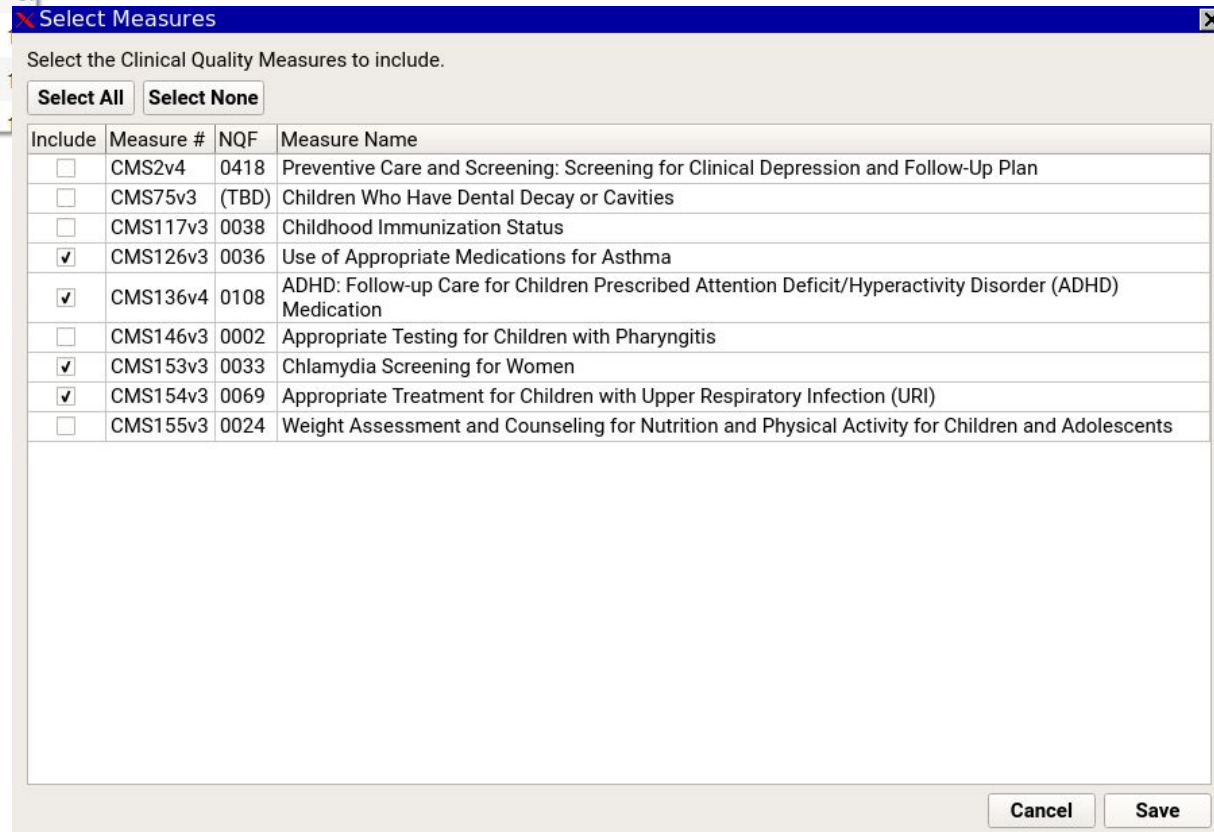 Select Measures
Select the Clinical Quality Measures to include.
Select All Select None
Include Measure # NQF Measure Name
CMS2v4 0418 Preventive Care and Screening: Screening for Clinical Depression and Follow-Up Plan
CMS75v3 (TBD) Children Who Have Dental Decay or Cavities
CMS117v3 0038 Childhood Immunization Status
CMS126v3 0036 Use of Appropriate Medications for Asthma
CMS136v4 0108 ADHD: Follow-up Care for Children Prescribed Attention Deficit/Hyperactivity Disorder (ADHD)
Medication
CMS146v3 0002 Appropriate Testing for Children with Pharyngitis
CMS153v3 0033 Chlamydia Screening for Women
CMS154v3 0069 Appropriate Treatment for Children with Upper Respiratory Infection (URI)
CMS155v3 0024 Weight Assessment and Counseling for Nutrition and Physical Activity for Children and Adolescents
Cancel Save